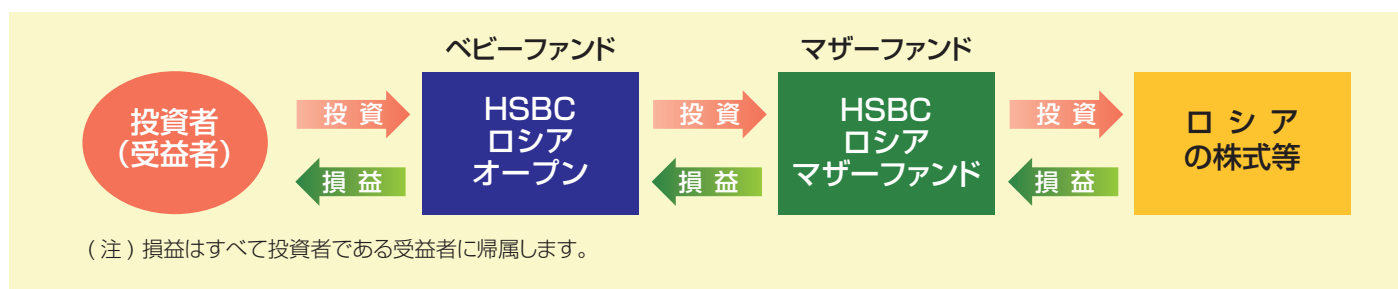 ベビーファンド
マザーファンド
投資者
（受益者）
投 資
損 益
HSBC
ロシア
オープン
投 資
損 益
HSBC
ロシア
マザーファンド
投 資
損 益
ロ シ ア
の株式等
( 注 ) 損益はすべて投資者である受益者に帰属します。